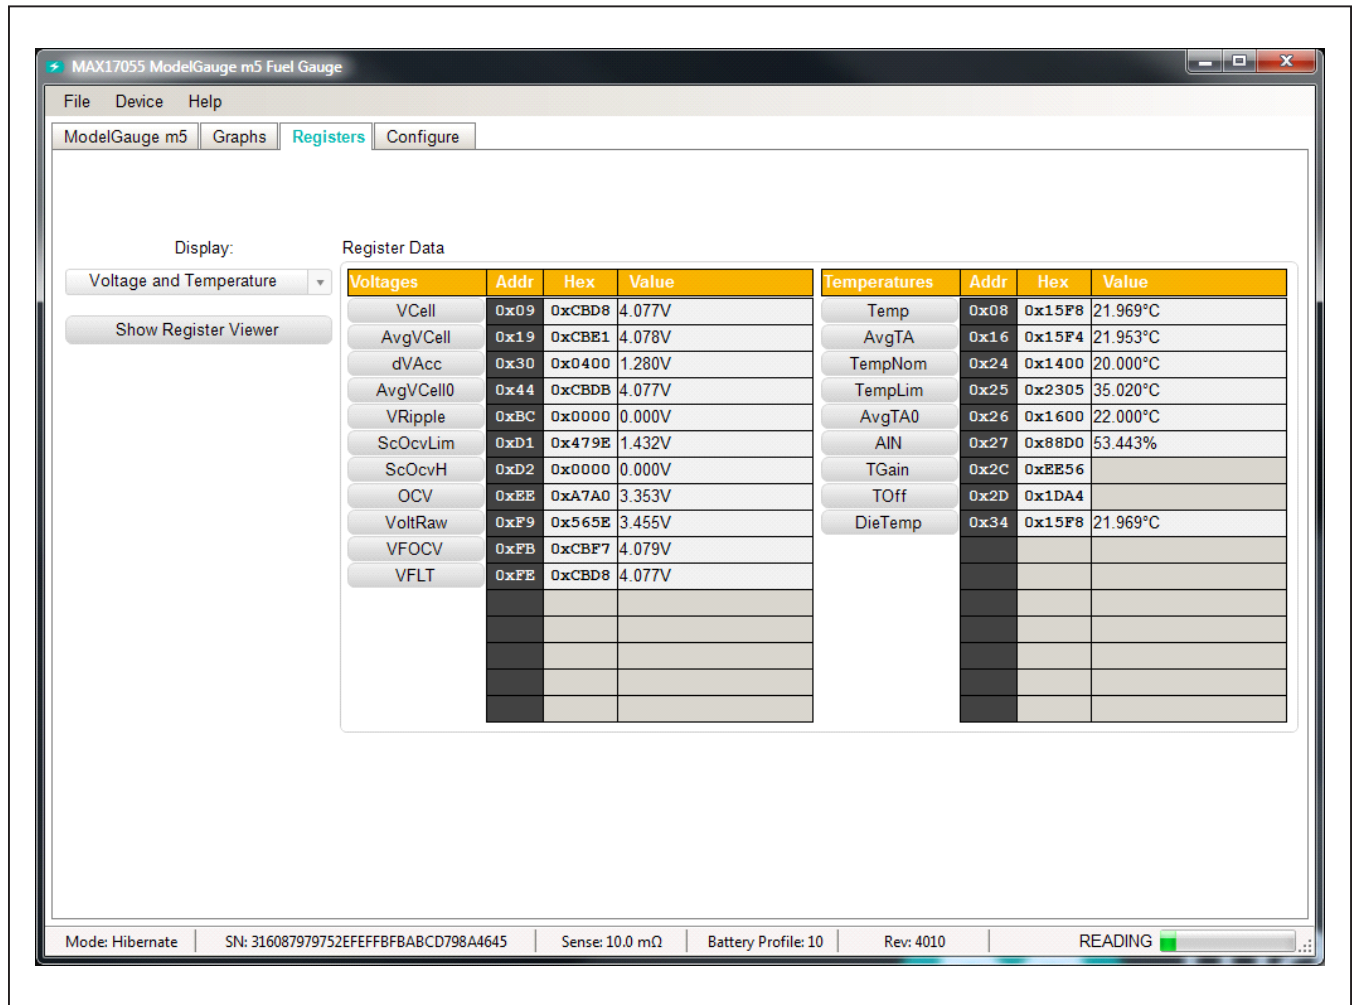 MAX17055 ModelGauge m5 Fuel Gauge
File Device Help
ModelGauge m5 Graphs Registers Configure
Display: Register Data
Voltage and Temperature
Show Register Viewer
Voltages Addr Hex Value Temperatures Addr Hex Value
VCell 0x09 0xCBD8 4.077V Temp 0x08 0x15F8 21.969°C
AvgVCell 0x19 0xCBE1 4.078V AvgTA 0x16 0x15F4 21.953°C
dVAcc 0x30 0x0400 1.280V TempNom 0x24 0x1400 20.000°C
AvgVCell0 0x44 0xCBDB 4.077V TempLim 0x25 0x2305 35.020°C
VRipple 0xBC 0x0000 0.000V AvgTA0 0x26 0x1600 22.000°C
ScOcvLim 0xD1 0x479E 1.432V AIN 0x27 0x88D0 53.443%
ScOcvH 0xD2 0x0000 0.000V TGain 0x2C 0xEE56
OCV 0xEE 0xA7A0 3.353V TOff 0x2D 0x1DA4
VoltRaw 0xF9 0x565E 3.455V DieTemp 0x34 0x15F8 21.969°C
VFOCV 0xFB 0xCBF7 4.079V
VFLT 0xFE 0xCBD8 4.077V
Mode: Hibernate SN: 316087979752EFEFFBFBABCD798A4645 Sense: 10.0 mΩ Battery Profile: 10 Rev: 4010 READING